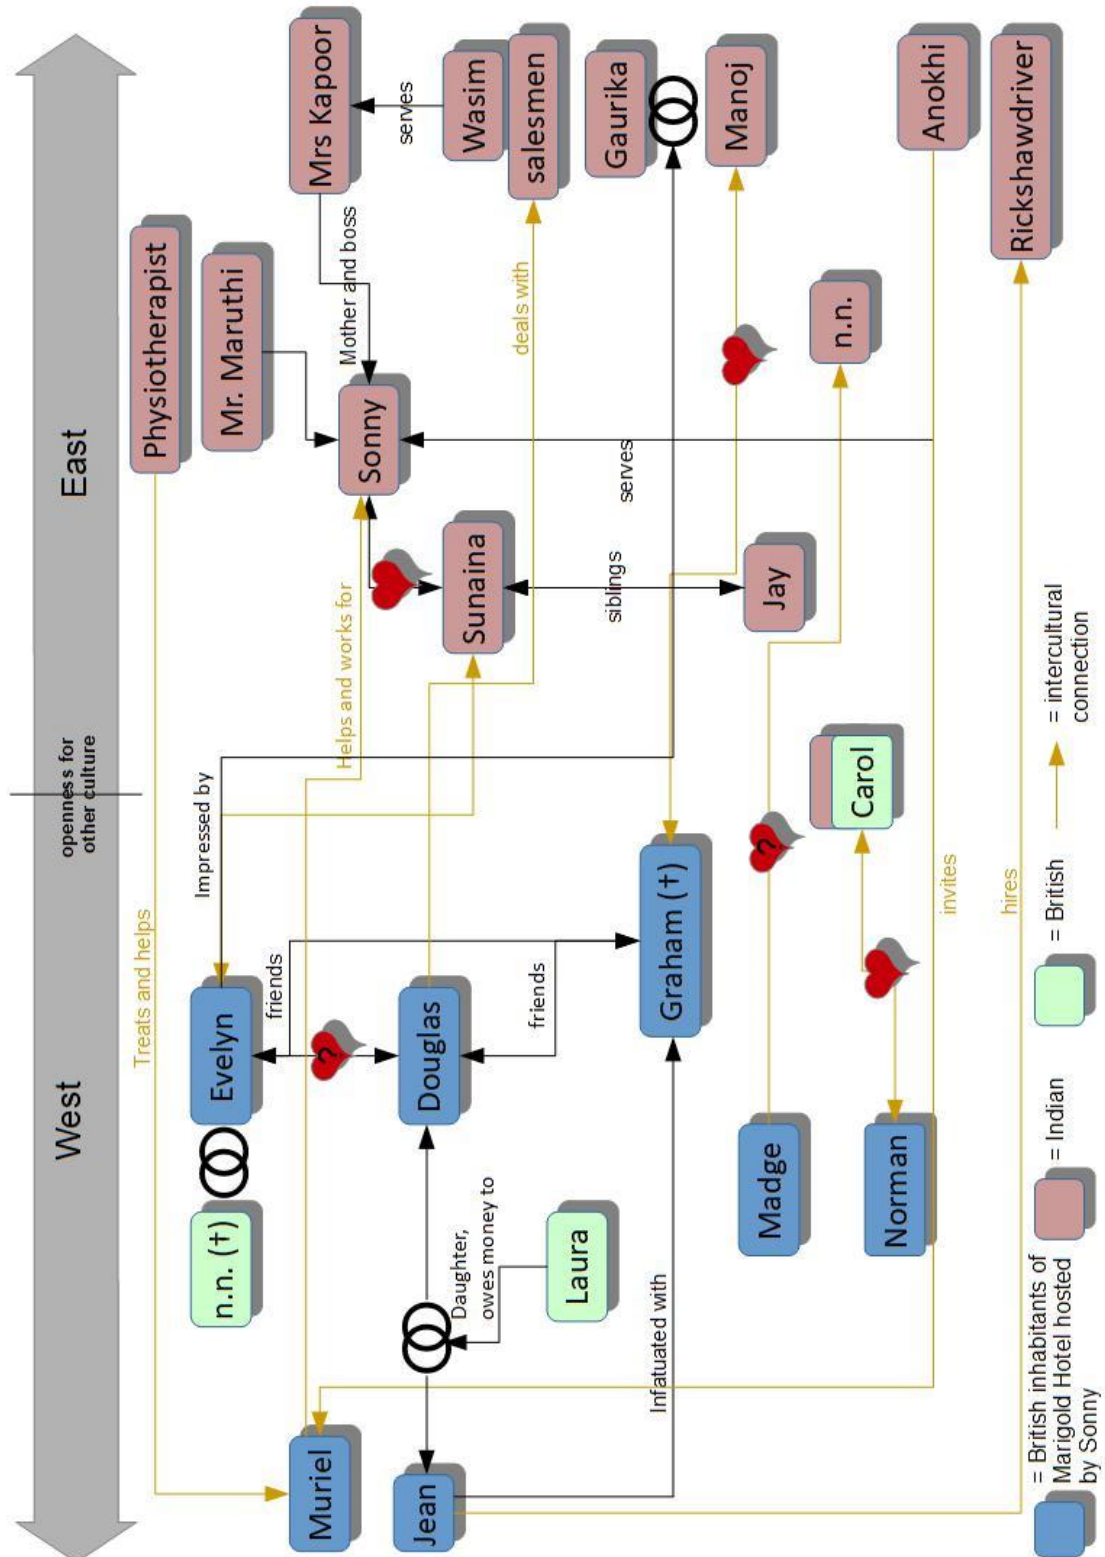 West
East
openness for
other culture
Treats and helps
Physiotherapist
Mr. Maruthi
n.n. (†)
Evelyn
Impressed by
friends
Muriel
Helps and works for
?
Sonny
Mother and boss
Mrs Kapoor
Jean
Douglas
serves
Daughter,
owes money to
Sunaina
Wasim
deals with
salesmen
friends
Laura
siblings
serves
Gaurika
Infatuated with
Graham (†)
Manoj
Madge
?
Jay
n.n.
Norman
Carol
invites
Anokhi
hires
Rickshawdriver
= British inhabitants of
Marigold Hotel hosted
by Sonny
= Indian
= British
= intercultural
connection